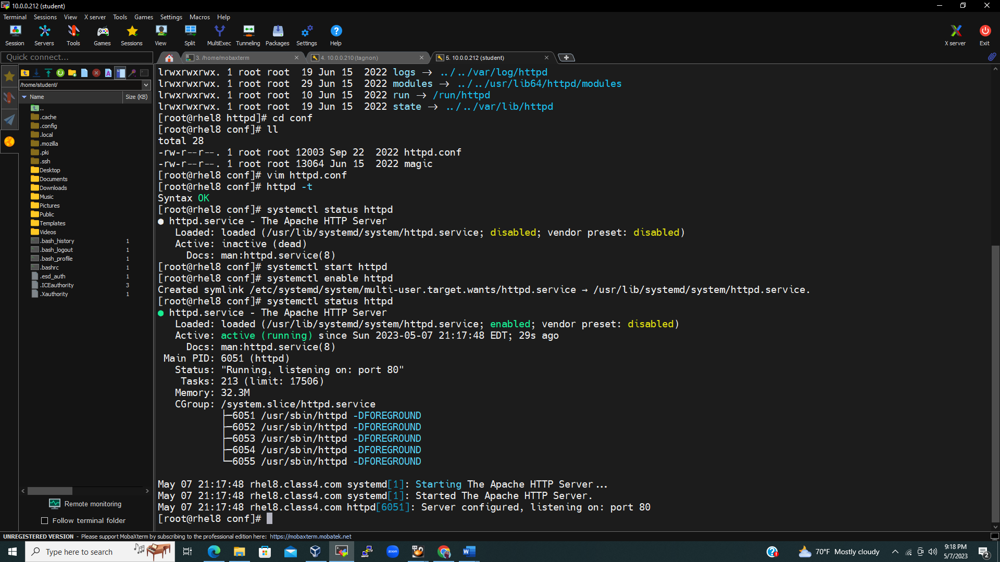 10.0.0.212 (student)
Terminal Sessions View X server Tools Games Settings Macros Help
Session Servers Tools Games Sessions View Split MultiExec Tunneling Packages Settings Help X server Exit
Quick connect...
3. /home/mobaxterm
4. 10.0.0.210 (tagnon)
5. 10.0.0.212 (student)
/home/student/
Name Size (KB)
..
.cache
.config
.local
.mozilla
.pki
.ssh
Desktop
Documents
Downloads
Music
Pictures
Public
Templates
Videos
.bash_history 1
.bash_logout 1
.bash_profile 1
.bashrc 1
.esd_auth 1
.ICEauthority 3
.Xauthority 1
Remote monitoring
Follow terminal folder
lrwxrwxrwx. 1 root root  19 Jun 15  2022 logs -> ../../var/log/httpd
lrwxrwxrwx. 1 root root  29 Jun 15  2022 modules -> ../../usr/lib64/httpd/modules
lrwxrwxrwx. 1 root root  10 Jun 15  2022 run -> /run/httpd
lrwxrwxrwx. 1 root root  19 Jun 15  2022 state -> ../../var/lib/httpd
[root@rhel8 httpd]# cd conf
[root@rhel8 conf]# ll
total 28
-rw-r--r--. 1 root root 12003 Sep 22  2022 httpd.conf
-rw-r--r--. 1 root root 13064 Jun 15  2022 magic
[root@rhel8 conf]# vim httpd.conf
[root@rhel8 conf]# httpd -t
Syntax OK
[root@rhel8 conf]# systemctl status httpd
● httpd.service - The Apache HTTP Server
Loaded: loaded (/usr/lib/systemd/system/httpd.service; disabled; vendor preset: disabled)
Active: inactive (dead)
Docs: man:httpd.service(8)
[root@rhel8 conf]# systemctl start httpd
[root@rhel8 conf]# systemctl enable httpd
Created symlink /etc/systemd/system/multi-user.target.wants/httpd.service → /usr/lib/systemd/system/httpd.service.
[root@rhel8 conf]# systemctl status httpd
● httpd.service - The Apache HTTP Server
Loaded: loaded (/usr/lib/systemd/system/httpd.service; enabled; vendor preset: disabled)
Active: active (running) since Sun 2023-05-07 21:17:48 EDT; 29s ago
Docs: man:httpd.service(8)
Main PID: 6051 (httpd)
Status: "Running, listening on: port 80"
Tasks: 213 (limit: 17506)
Memory: 32.3M
CGroup: /system.slice/httpd.service
├─6051 /usr/sbin/httpd -DFOREGROUND
├─6052 /usr/sbin/httpd -DFOREGROUND
├─6053 /usr/sbin/httpd -DFOREGROUND
├─6054 /usr/sbin/httpd -DFOREGROUND
└─6055 /usr/sbin/httpd -DFOREGROUND
May 07 21:17:48 rhel8.class4.com systemd[1]: Starting The Apache HTTP Server...
May 07 21:17:48 rhel8.class4.com systemd[1]: Started The Apache HTTP Server.
May 07 21:17:48 rhel8.class4.com httpd[6051]: Server configured, listening on: port 80
[root@rhel8 conf]#
UNREGISTERED VERSION - Please support MobaXterm by subscribing to the professional edition here: https://mobaxterm.mobatek.net
Type here to search
zoom
70°F Mostly cloudy
9:18 PM
5/7/2023
2